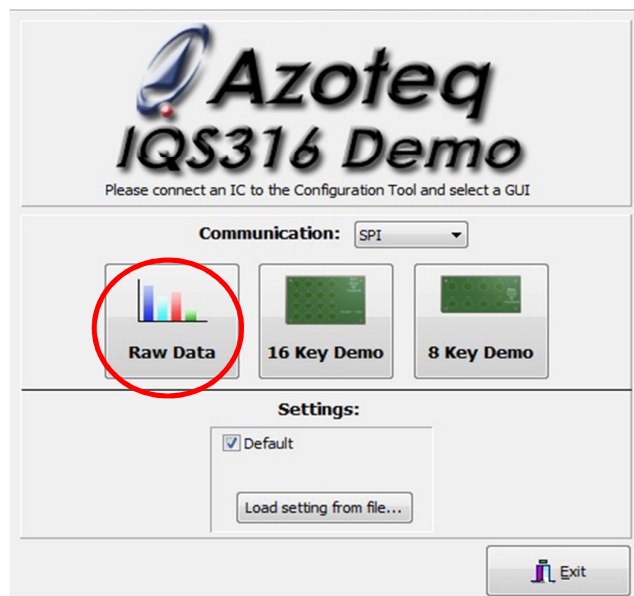 Azoteq
IQS316 Demo
Please connect an IC to the Configuration Tool and select a GUI
Communication: SPI
Raw Data
16 Key Demo
8 Key Demo
Settings:
Default
Load setting from file...
Exit